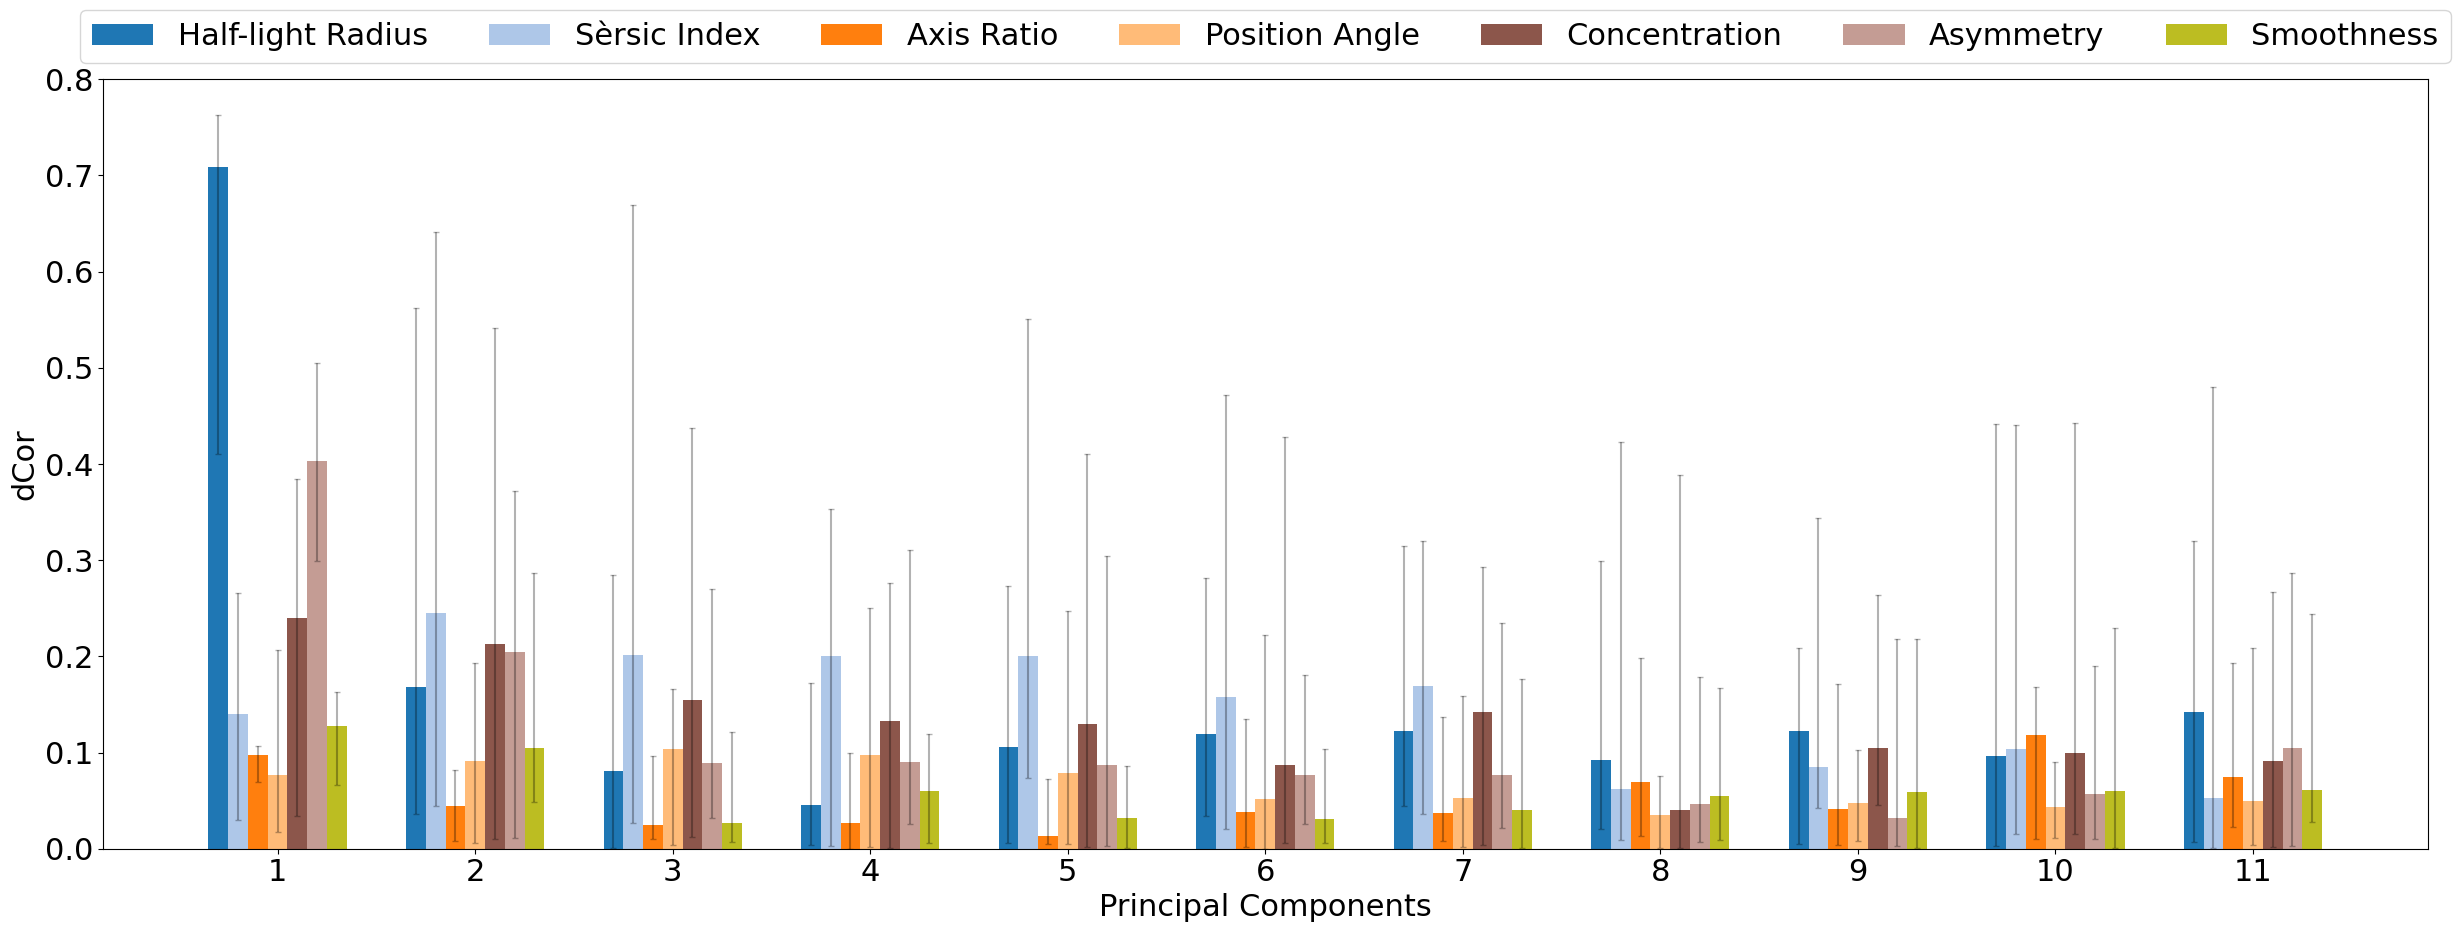 Half-light Radius Sèrsic Index Axis Ratio Position Angle Concentration Asymmetry Smoothness
0.8
0.7
0.6
0.5
0.4
0.3
0.2
0.1
0.0
dCor
1 2 3 4 5 6 7 8 9 10 11
Principal Components